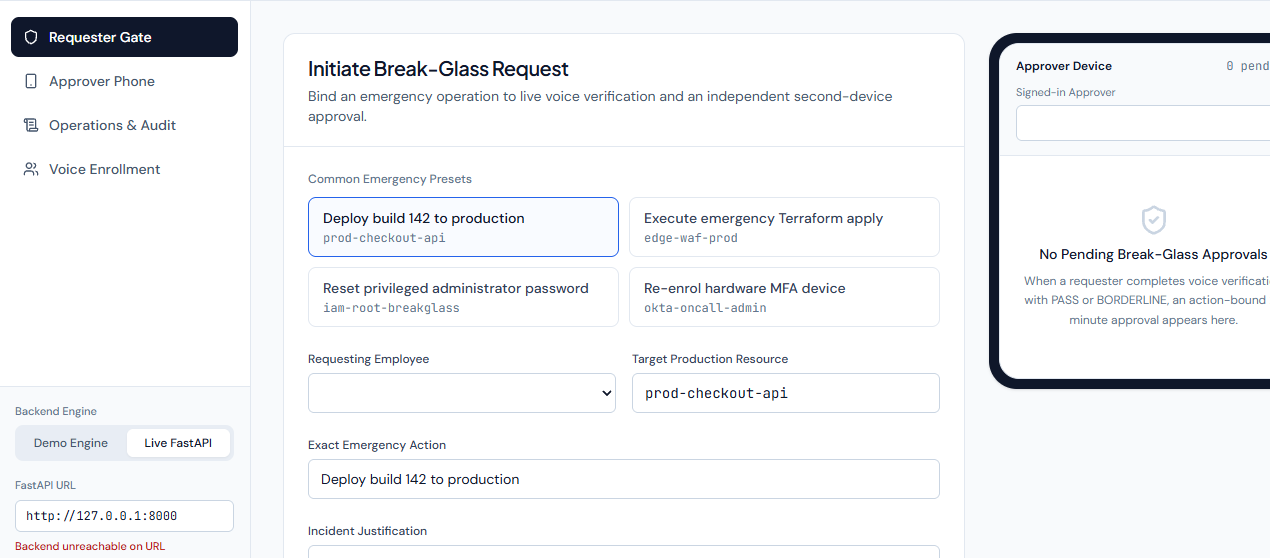 Requester Gate
Approver Phone
Operations & Audit
Voice Enrollment
Backend Engine
Demo Engine
Live FastAPI
FastAPI URL
http://127.0.0.1:8000
Backend unreachable on URL
Initiate Break-Glass Request
Bind an emergency operation to live voice verification and an independent second-device
approval.
Common Emergency Presets
Deploy build 142 to production
prod-checkout-api
Execute emergency Terraform apply
edge-waf-prod
Reset privileged administrator password
iam-root-breakglass
Re-enrol hardware MFA device
okta-oncall-admin
Requesting Employee
Target Production Resource
prod-checkout-api
Exact Emergency Action
Deploy build 142 to production
Incident Justification
Approver Device
0 pend
Signed-in Approver
No Pending Break-Glass Approvals
When a requester completes voice verificati
with PASS or BORDERLINE, an action-bound
minute approval appears here.